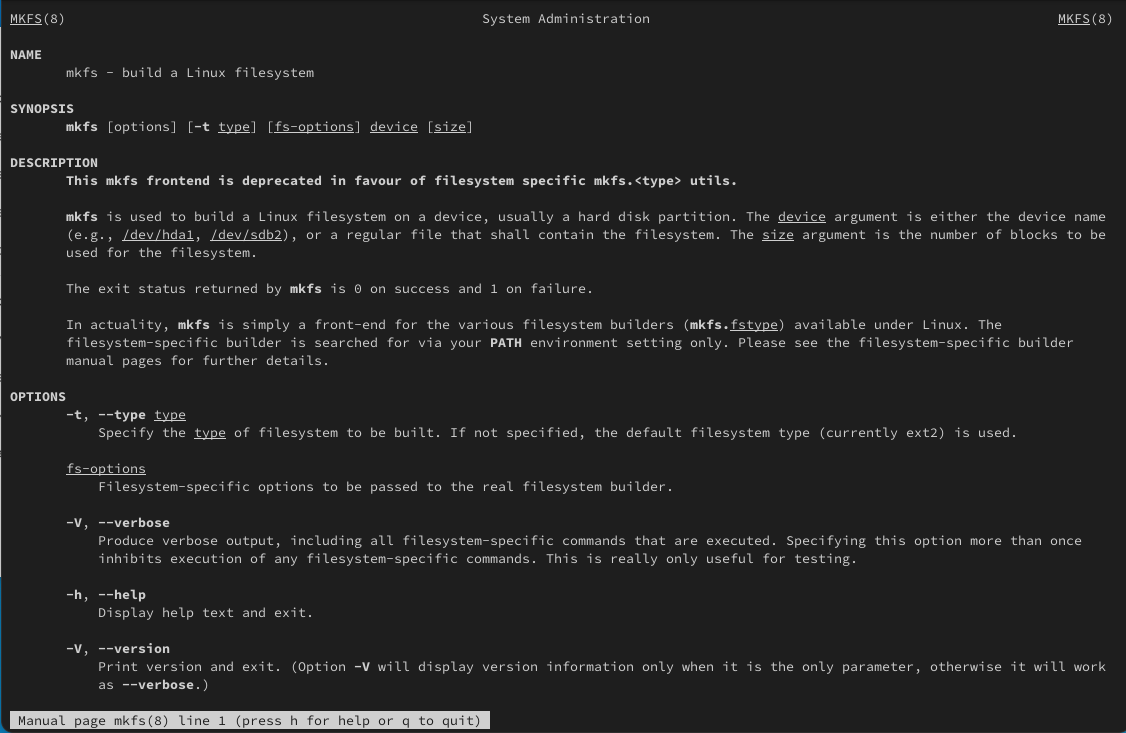 MKFS(8) System Administration MKFS(8)
NAME
mkfs - build a Linux filesystem
SYNOPSIS
mkfs [options] [-t type] [fs-options] device [size]
DESCRIPTION
This mkfs frontend is deprecated in favour of filesystem specific mkfs.<type> utils.
mkfs is used to build a Linux filesystem on a device, usually a hard disk partition. The device argument is either the device name
(e.g., /dev/hda1, /dev/sdb2), or a regular file that shall contain the filesystem. The size argument is the number of blocks to be
used for the filesystem.
The exit status returned by mkfs is 0 on success and 1 on failure.
In actuality, mkfs is simply a front-end for the various filesystem builders (mkfs.fstype) available under Linux. The
filesystem-specific builder is searched for via your PATH environment setting only. Please see the filesystem-specific builder
manual pages for further details.
OPTIONS
-t, --type type
Specify the type of filesystem to be built. If not specified, the default filesystem type (currently ext2) is used.
fs-options
Filesystem-specific options to be passed to the real filesystem builder.
-V, --verbose
Produce verbose output, including all filesystem-specific commands that are executed. Specifying this option more than once
inhibits execution of any filesystem-specific commands. This is really only useful for testing.
-h, --help
Display help text and exit.
-V, --version
Print version and exit. (Option -V will display version information only when it is the only parameter, otherwise it will work
as --verbose.)
Manual page mkfs(8) line 1 (press h for help or q to quit)